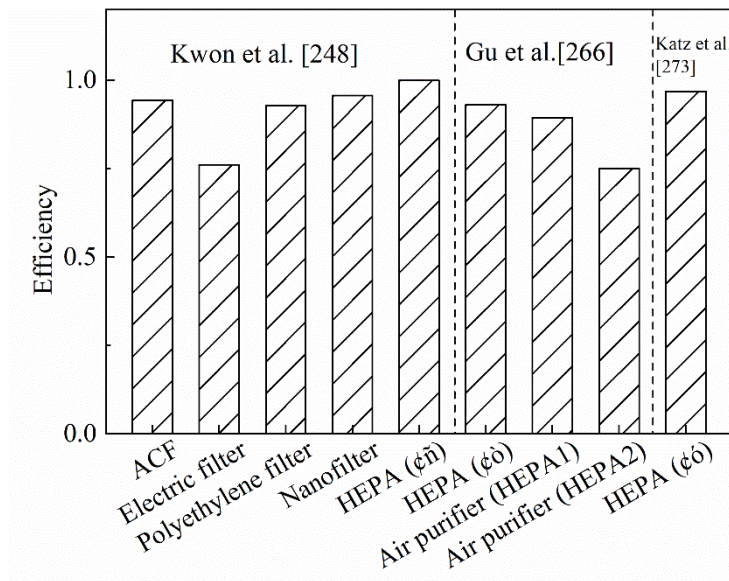 Kwon et al. [248]
Gu et al.[266]
Katz et al.
[273]
Efficiency
1.0
0.5
0.0
ACF
Electric filter
Polyethylene filter
Nanofilter
HEPA (¢ñ)
HEPA (¢ò)
Air purifier (HEPA1)
Air purifier (HEPA2)
HEPA (¢ó)